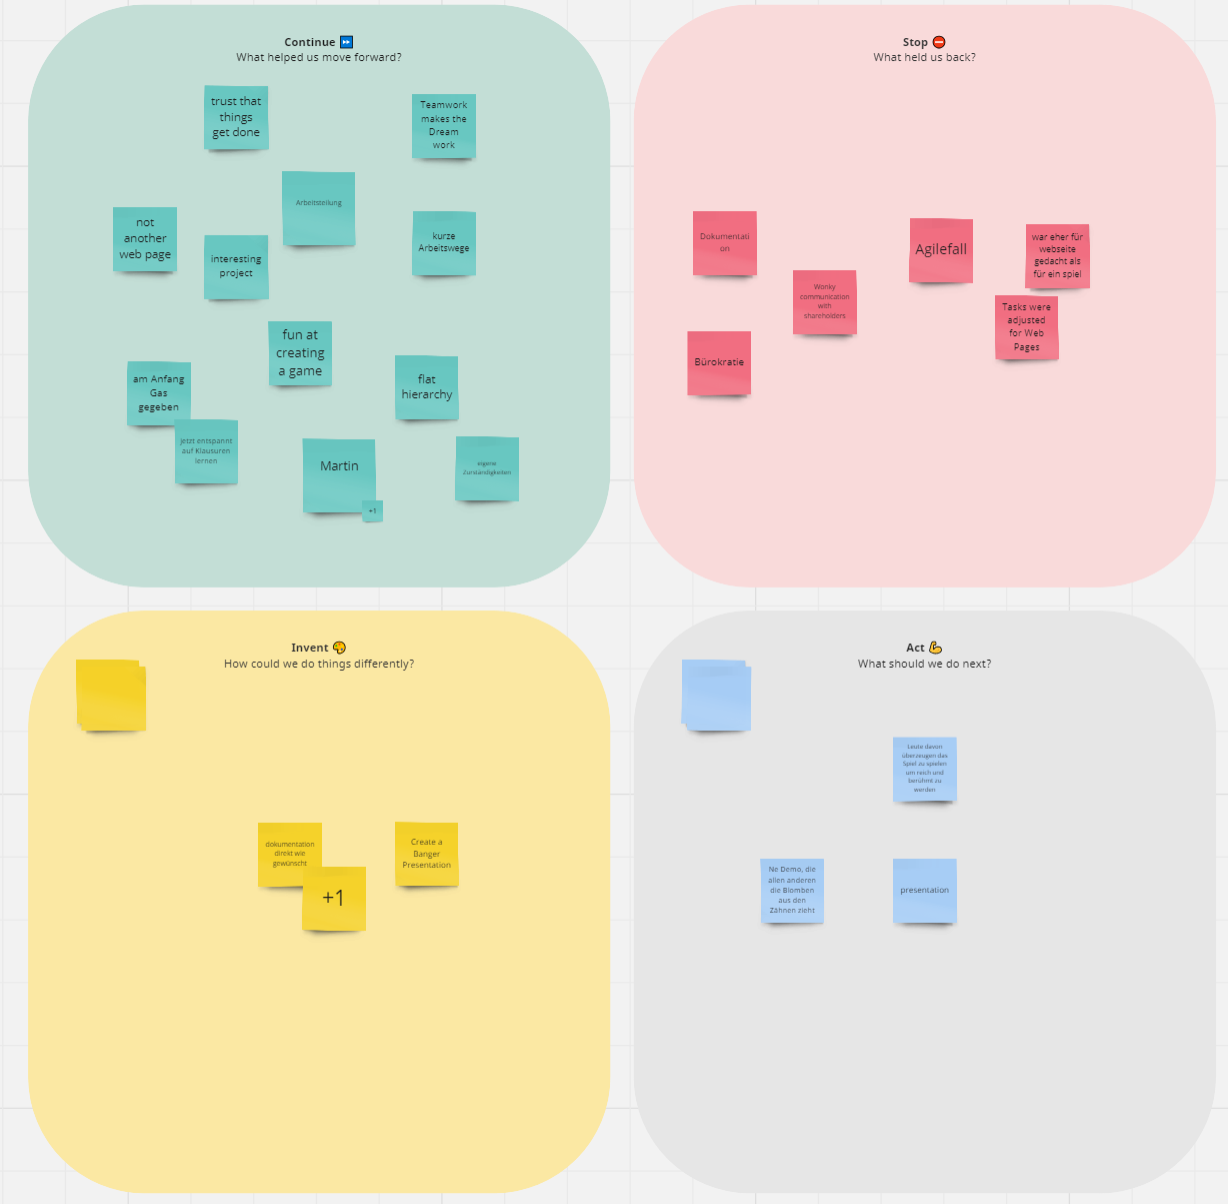 Continue
What helped us move forward?
trust that
things
get done
Teamwork
makes the
Dream
work
Arbeitsteilung
not
another
web page
interesting
project
kurze
Arbeitswege
fun at
creating
a game
am Anfang
Gas
gegeben
flat
hierarchy
jetzt entspannt
auf Klausuren
lernen
Martin
+1
eigene
Zuständigkeiten
Stop
What held us back?
Dokumentati
on
Wonky
communication
with
shareholders
Agilefall
war eher für
webseite
gedacht als
für ein spiel
Tasks were
adjusted
for Web
Pages
Bürokratie
Invent
How could we do things differently?
dokumentation
direkt wie
gewünscht
+1
Create a
Banger
Presentation
Act
What should we do next?
Leute davon
überzeugen das
Spiel zu spielen
um reich und
berühmt zu
werden
Ne Demo, die
allen anderen
die Blomben
aus den
Zähnen zieht
presentation